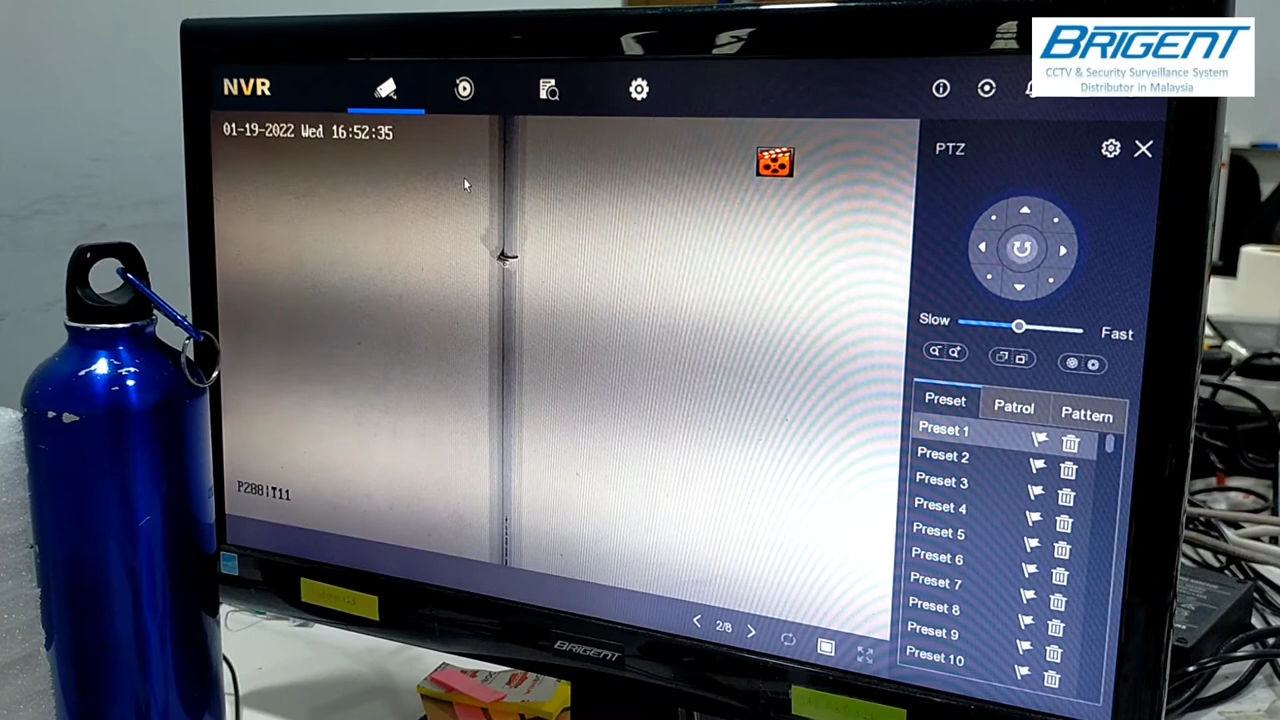 BRIGENT
CCTV & Security Surveillance System
Distributor in Malaysia
NVR
01-19-2022 Wed 16:52:35
PTZ
Slow
Fast
Preset
Patrol
Pattern
Preset 1
Preset 2
Preset 3
Preset 4
Preset 5
Preset 6
Preset 7
Preset 8
Preset 9
Preset 10
P288|T11
2/8
BRIGENT